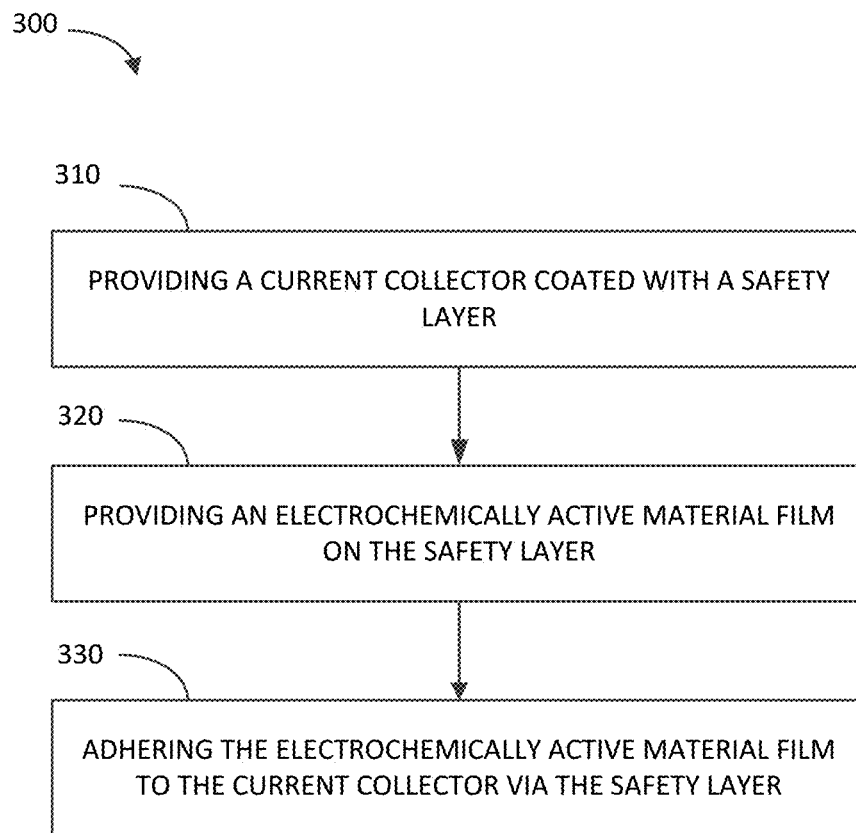 300
310
PROVIDING A CURRENT COLLECTOR COATED WITH A SAFETY
LAYER
320
PROVIDING AN ELECTROCHEMICALLY ACTIVE MATERIAL FILM
ON THE SAFETY LAYER
330
ADHERING THE ELECTROCHEMICALLY ACTIVE MATERIAL FILM
TO THE CURRENT COLLECTOR VIA THE SAFETY LAYER